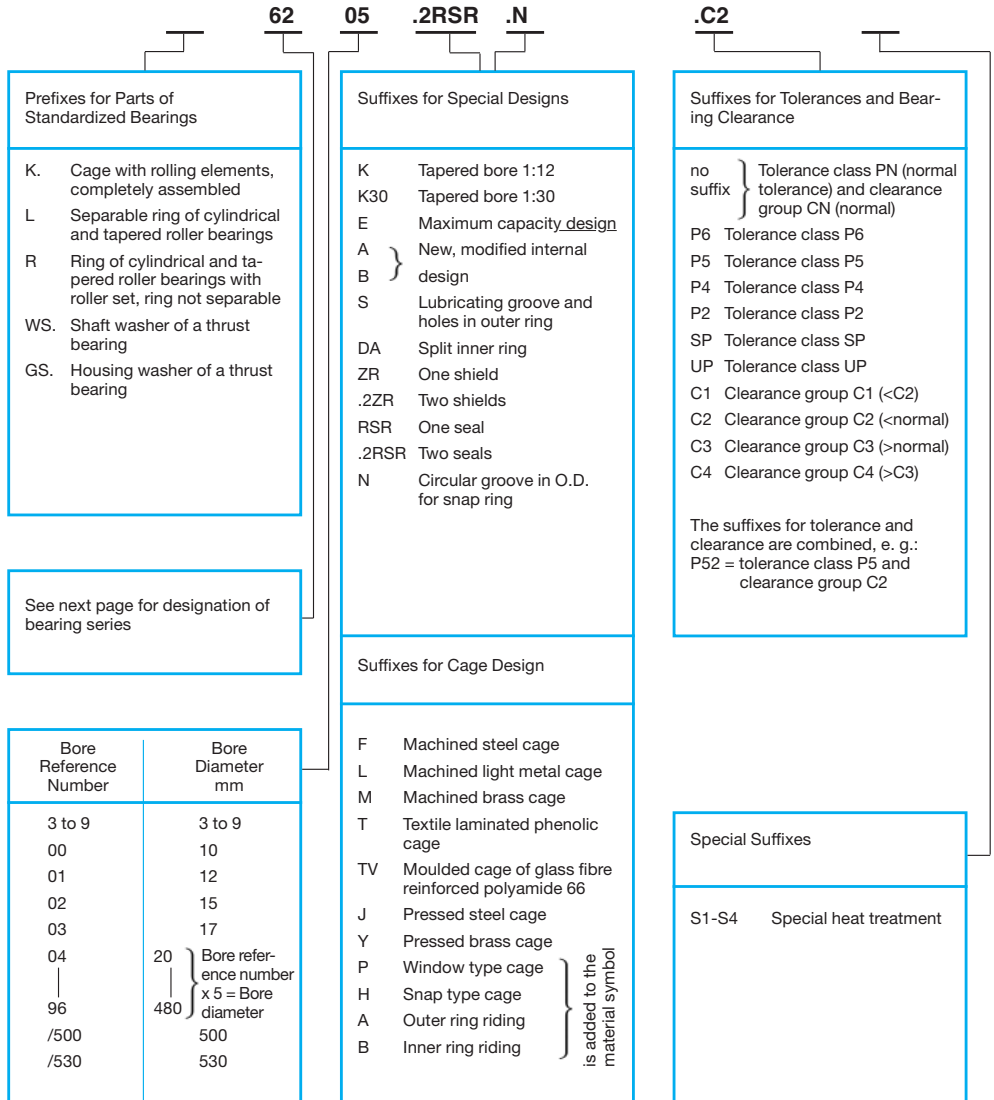 62 05 .2RSR .N .C2
Prefixes for Parts of
Standardized Bearings
K. Cage with rolling elements,
completely assembled
L Separable ring of cylindrical
and tapered roller bearings
R Ring of cylindrical and ta-
pered roller bearings with
roller set, ring not separable
WS. Shaft washer of a thrust
bearing
GS. Housing washer of a thrust
bearing
See next page for designation of
bearing series
Bore Bore
Reference Diameter
Number mm
3 to 9 3 to 9
00 10
01 12
02 15
03 17
04 20 Bore refer-
ence number
x 5 = Bore
96 480 diameter
/500 500
/530 530
Suffixes for Special Designs
K Tapered bore 1:12
K30 Tapered bore 1:30
E Maximum capacity design
A New, modified internal
B design
S Lubricating groove and
holes in outer ring
DA Split inner ring
ZR One shield
.2ZR Two shields
RSR One seal
.2RSR Two seals
N Circular groove in O.D.
for snap ring
Suffixes for Cage Design
F Machined steel cage
L Machined light metal cage
M Machined brass cage
T Textile laminated phenolic
cage
TV Moulded cage of glass fibre
reinforced polyamide 66
J Pressed steel cage
Y Pressed brass cage
P Window type cage
H Snap type cage
A Outer ring riding
B Inner ring riding
is added to the
material symbol
Suffixes for Tolerances and Bear-
ing Clearance
no Tolerance class PN (normal
suffix tolerance) and clearance
group CN (normal)
P6 Tolerance class P6
P5 Tolerance class P5
P4 Tolerance class P4
P2 Tolerance class P2
SP Tolerance class SP
UP Tolerance class UP
C1 Clearance group C1 (<C2)
C2 Clearance group C2 (<normal)
C3 Clearance group C3 (>normal)
C4 Clearance group C4 (>C3)
The suffixes for tolerance and
clearance are combined, e. g.:
P52 = tolerance class P5 and
clearance group C2
Special Suffixes
S1-S4 Special heat treatment